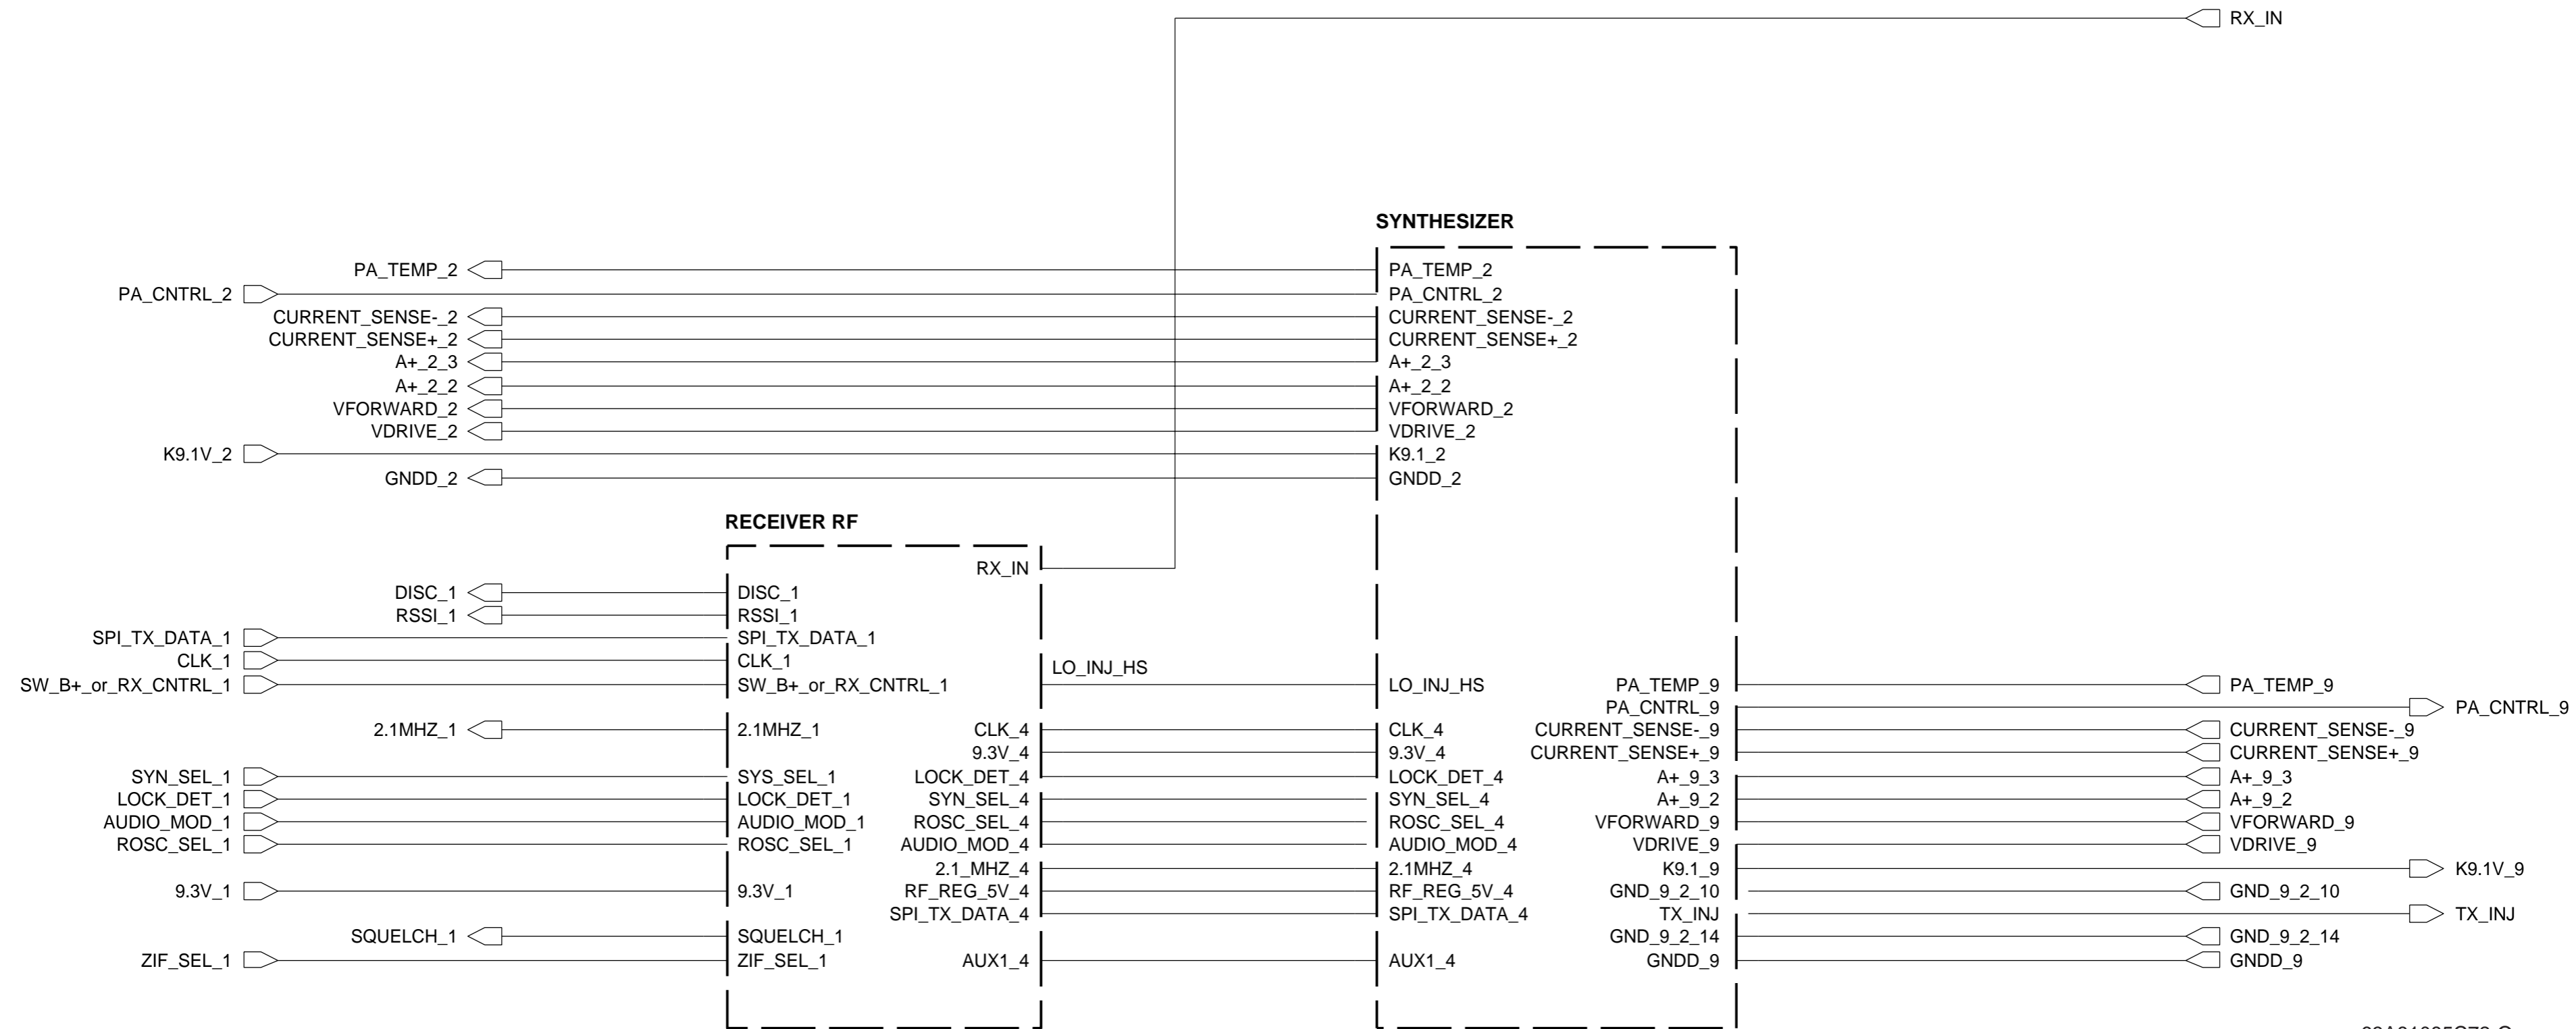 RX_IN
SYNTHESIZER
PA_TEMP_2 PA_TEMP_2
PA_CNTRL_2 PA_CNTRL_2
CURRENT_SENSE-_2 CURRENT_SENSE-_2
CURRENT_SENSE+_2 CURRENT_SENSE+_2
A+_2_3 A+_2_3
A+_2_2 A+_2_2
VFORWARD_2 VFORWARD_2
VDRIVE_2 VDRIVE_2
K9.1V_2 K9.1_2
GNDD_2 GNDD_2
RECEIVER RF
RX_IN
DISC_1 DISC_1
RSSI_1 RSSI_1
SPI_TX_DATA_1 SPI_TX_DATA_1
CLK_1 CLK_1 LO_INJ_HS
SW_B+_or_RX_CNTRL_1 SW_B+_or_RX_CNTRL_1 LO_INJ_HS PA_TEMP_9 PA_TEMP_9
PA_CNTRL_9 PA_CNTRL_9
2.1MHZ_1 2.1MHZ_1 CLK_4 CLK_4 CURRENT_SENSE-_9 CURRENT_SENSE-_9
9.3V_4 9.3V_4 CURRENT_SENSE+_9 CURRENT_SENSE+_9
SYN_SEL_1 SYS_SEL_1 LOCK_DET_4 LOCK_DET_4 A+_9_3 A+_9_3
LOCK_DET_1 LOCK_DET_1 SYN_SEL_4 SYN_SEL_4 A+_9_2 A+_9_2
AUDIO_MOD_1 AUDIO_MOD_1 ROSC_SEL_4 ROSC_SEL_4 VFORWARD_9 VFORWARD_9
ROSC_SEL_1 ROSC_SEL_1 AUDIO_MOD_4 AUDIO_MOD_4 VDRIVE_9 VDRIVE_9
2.1_MHZ_4 2.1MHZ_4 K9.1_9 K9.1V_9
9.3V_1 9.3V_1 RF_REG_5V_4 RF_REG_5V_4 GND_9_2_10 GND_9_2_10
SPI_TX_DATA_4 SPI_TX_DATA_4 TX_INJ TX_INJ
SQUELCH_1 SQUELCH_1 GND_9_2_14 GND_9_2_14
ZIF_SEL_1 ZIF_SEL_1 AUX1_4 AUX1_4 GNDD_9 GNDD_9